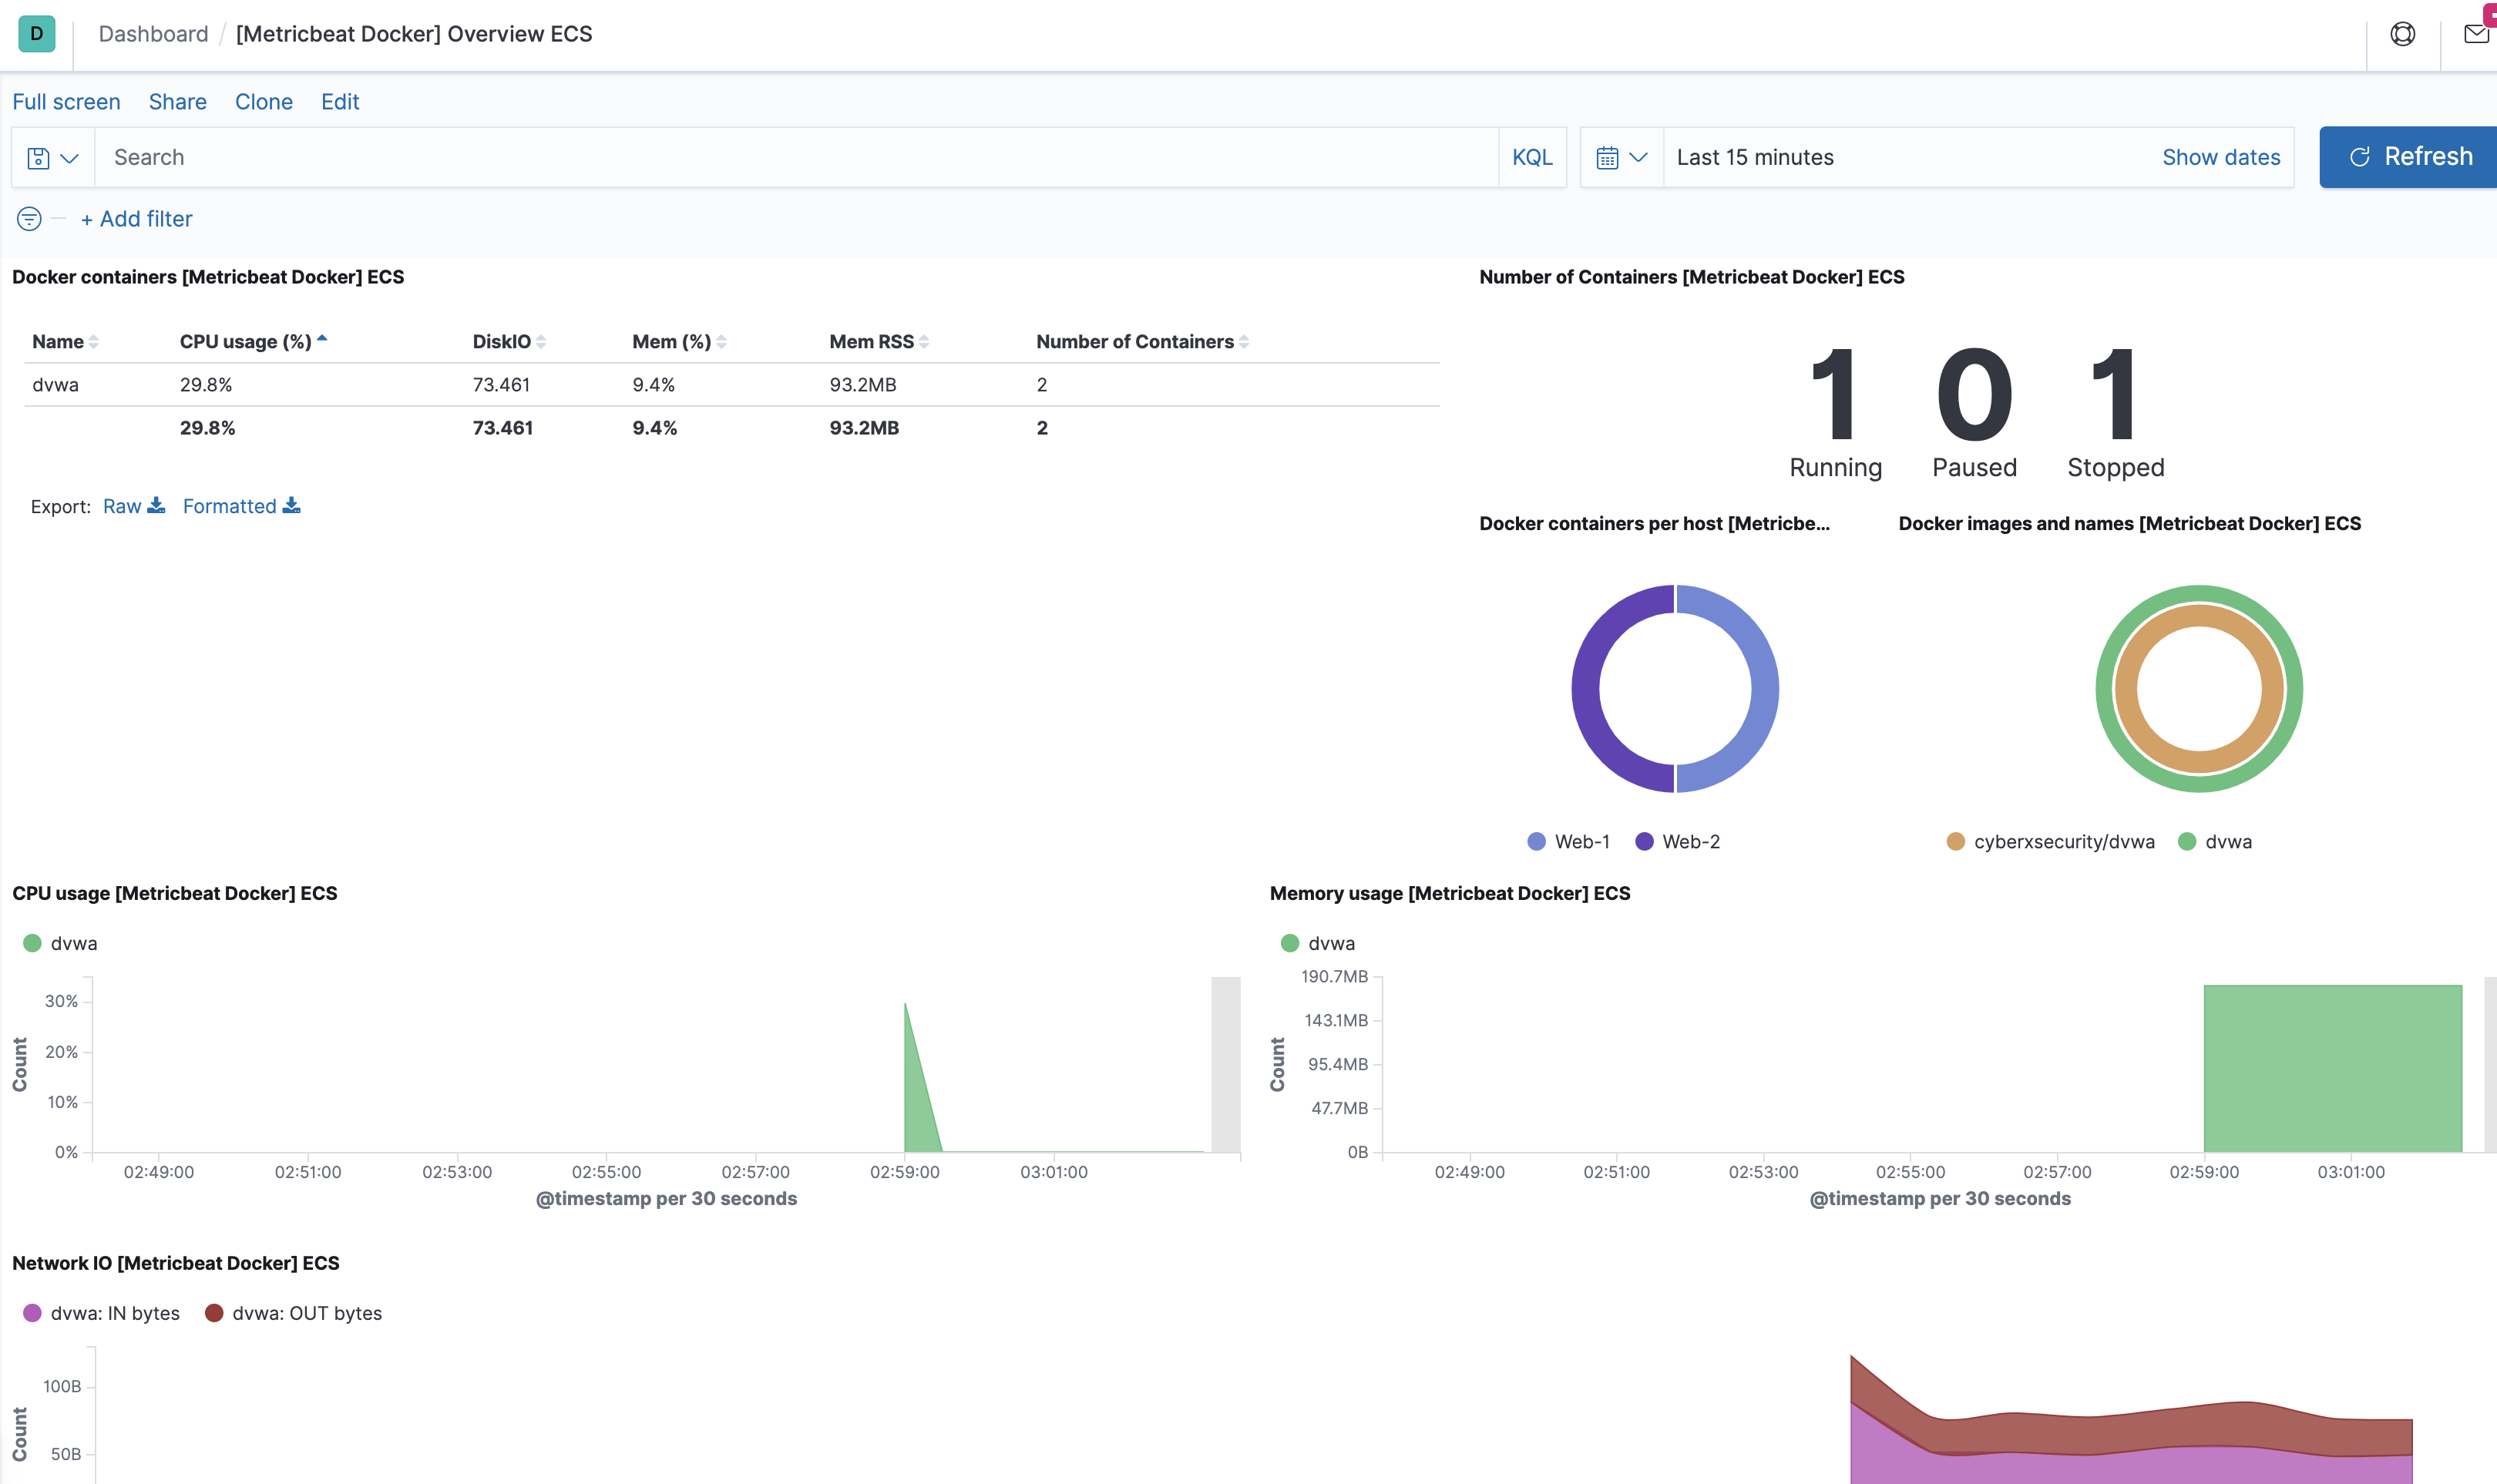 D Dashboard / [Metricbeat Docker] Overview ECS
Full screen Share Clone Edit
Search KQL Last 15 minutes Show dates Refresh
+ Add filter
Docker containers [Metricbeat Docker] ECS
Name CPU usage (%) DiskIO Mem (%) Mem RSS Number of Containers
dvwa 29.8% 73.461 9.4% 93.2MB 2
29.8% 73.461 9.4% 93.2MB 2
Export: Raw Formatted
Number of Containers [Metricbeat Docker] ECS
1 0 1
Running Paused Stopped
Docker containers per host [Metricbe...
Web-1 Web-2
Docker images and names [Metricbeat Docker] ECS
cyberxsecurity/dvwa dvwa
CPU usage [Metricbeat Docker] ECS
dvwa
Count
30%
20%
10%
0%
02:49:00 02:51:00 02:53:00 02:55:00 02:57:00 02:59:00 03:01:00
@timestamp per 30 seconds
Memory usage [Metricbeat Docker] ECS
dvwa
Count
190.7MB
143.1MB
95.4MB
47.7MB
0B
02:49:00 02:51:00 02:53:00 02:55:00 02:57:00 02:59:00 03:01:00
@timestamp per 30 seconds
Network IO [Metricbeat Docker] ECS
dvwa: IN bytes dvwa: OUT bytes
Count
100B
50B